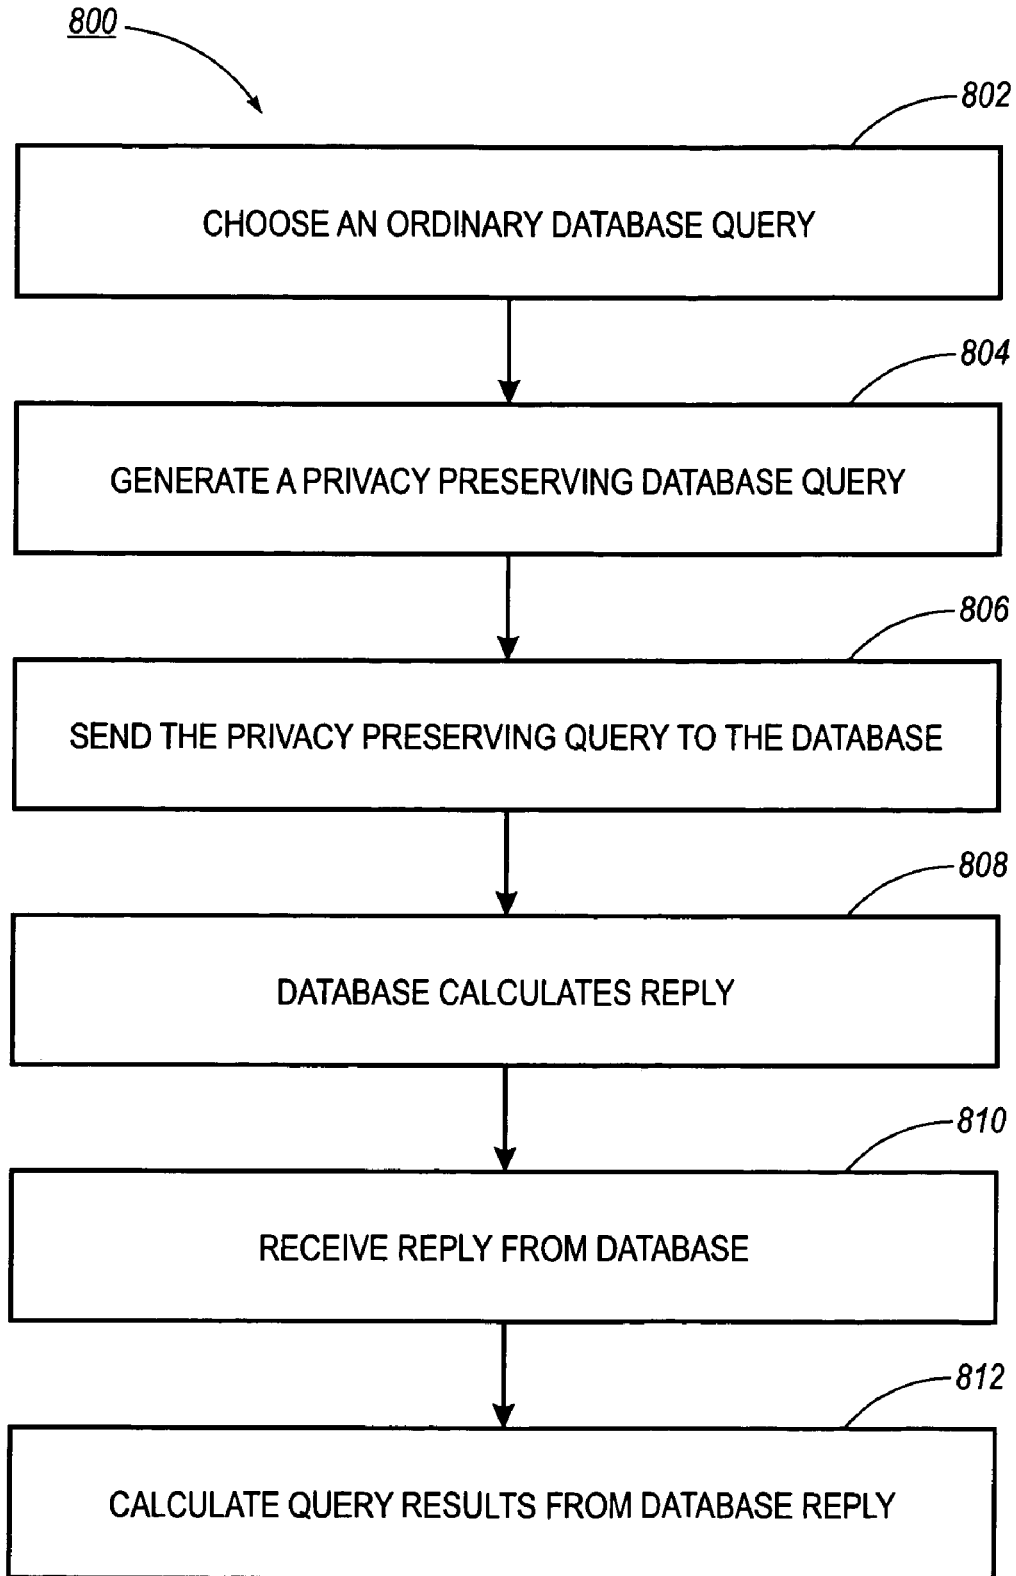 800
802
CHOOSE AN ORDINARY DATABASE QUERY
804
GENERATE A PRIVACY PRESERVING DATABASE QUERY
806
SEND THE PRIVACY PRESERVING QUERY TO THE DATABASE
808
DATABASE CALCULATES REPLY
810
RECEIVE REPLY FROM DATABASE
812
CALCULATE QUERY RESULTS FROM DATABASE REPLY